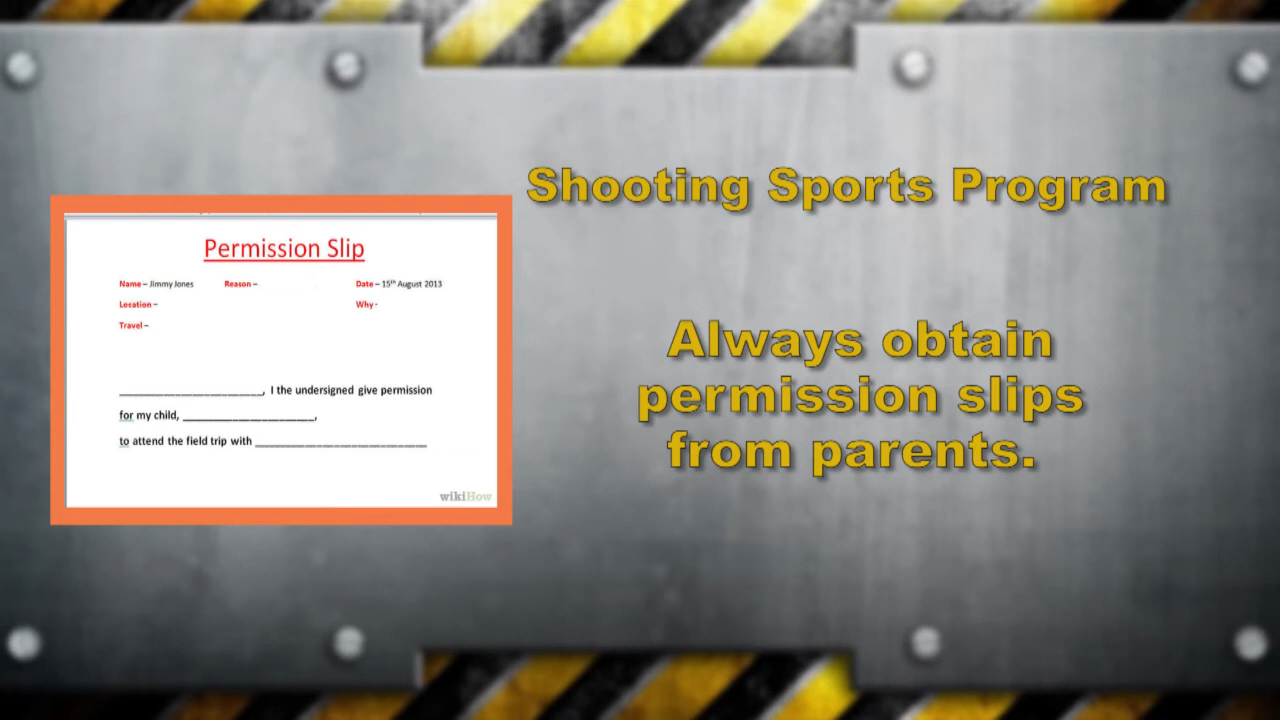 Shooting Sports Program
Permission Slip
Name – Jimmy Jones Reason – Date – 15th August 2013
Location – Why -
Travel –
______________________, I the undersigned give permission
for my child, ____________________,
to attend the field trip with __________________________
wikiHow
Always obtain
permission slips
from parents.